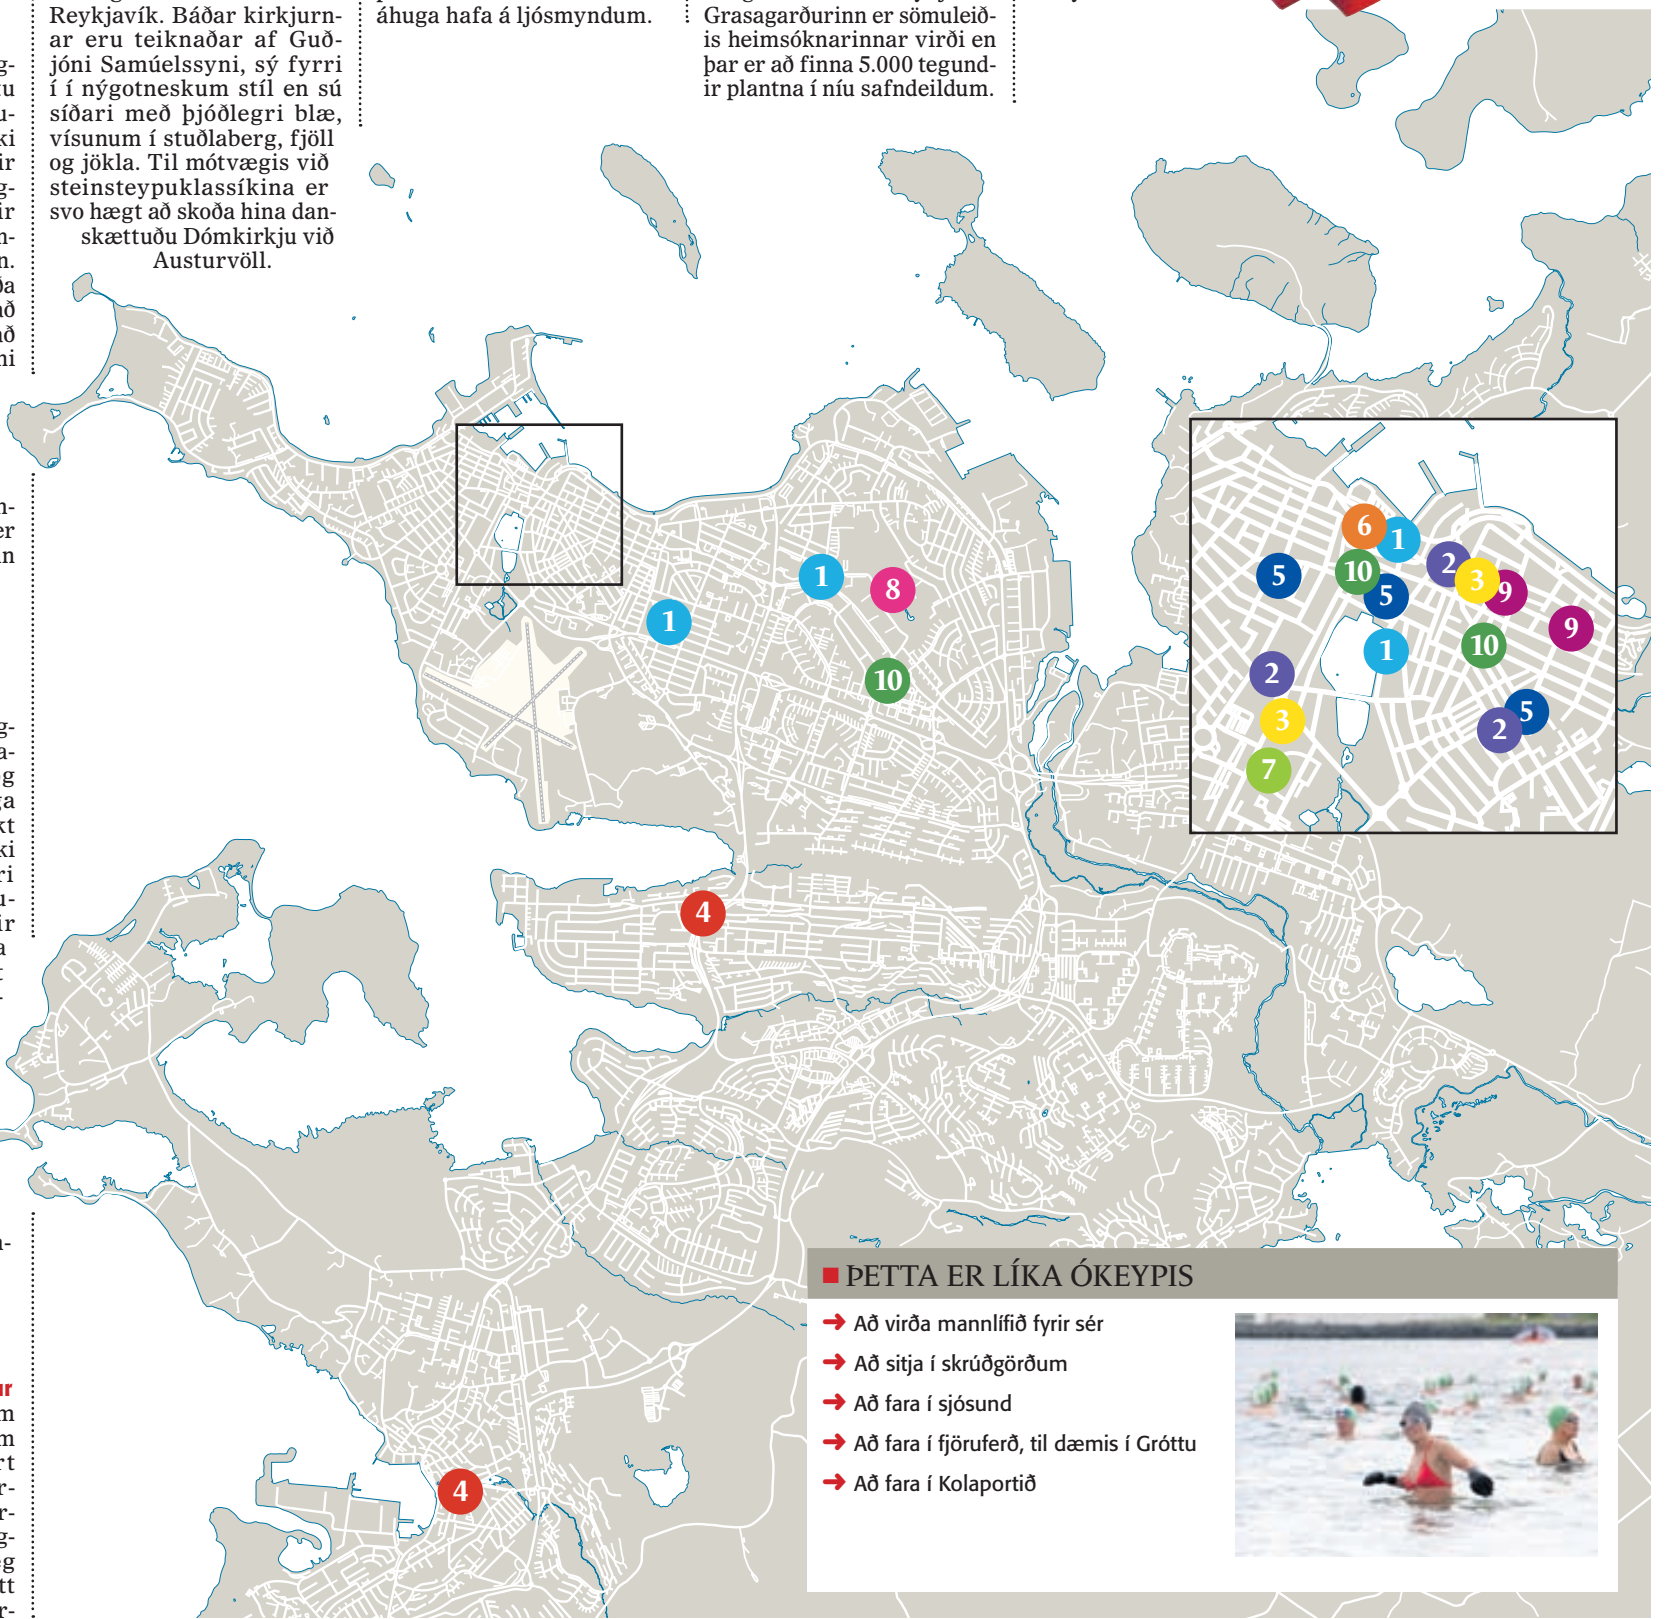 Reykjavík. Báðar kirkjurn-
ar eru teiknaðar af Guð-
jóni Samúelssyni, sý fyrri
í í nýgotneskum stíl en sú
síðari með þjóðlegri blæ,
vísunum í stuðlaberg, fjöll
og jökla. Til mótvægis við
steinsteypuklassíkina er
svo hægt að skoða hina dan-
skættuðu Dómkirkju við
Austurvöll.
áhuga hafa á ljósmyndum.
Grasagarðurinn er sömuleið-
is heimsóknarinnar virði en
þar er að finna 5.000 tegund-
ir plantna í níu safndeildum.
1
8
1
10
4
4
6
1
5
10
5
2
3
9
9
1
10
2
3
7
5
2
ÞETTA ER LÍKA ÓKEYPIS
Að virða mannlífið fyrir sér
Að sitja í skrúðgörðum
Að fara í sjósund
Að fara í fjöruferð, til dæmis í Gróttu
Að fara í Kolaportið